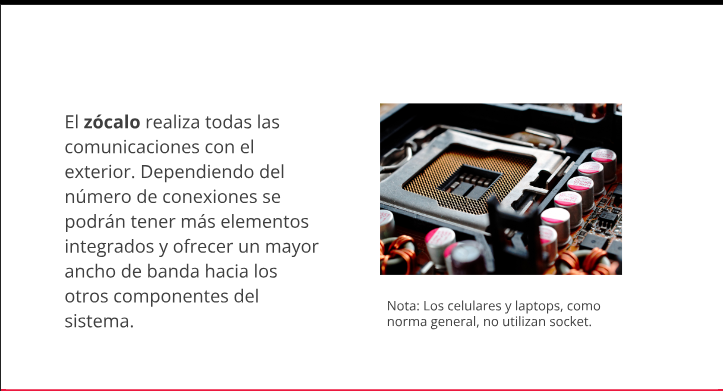 El zócalo realiza todas las
comunicaciones con el
exterior. Dependiendo del
número de conexiones se
podrán tener más elementos
integrados y ofrecer un mayor
ancho de banda hacia los
otros componentes del
sistema.
Nota: Los celulares y laptops, como
norma general, no utilizan socket.